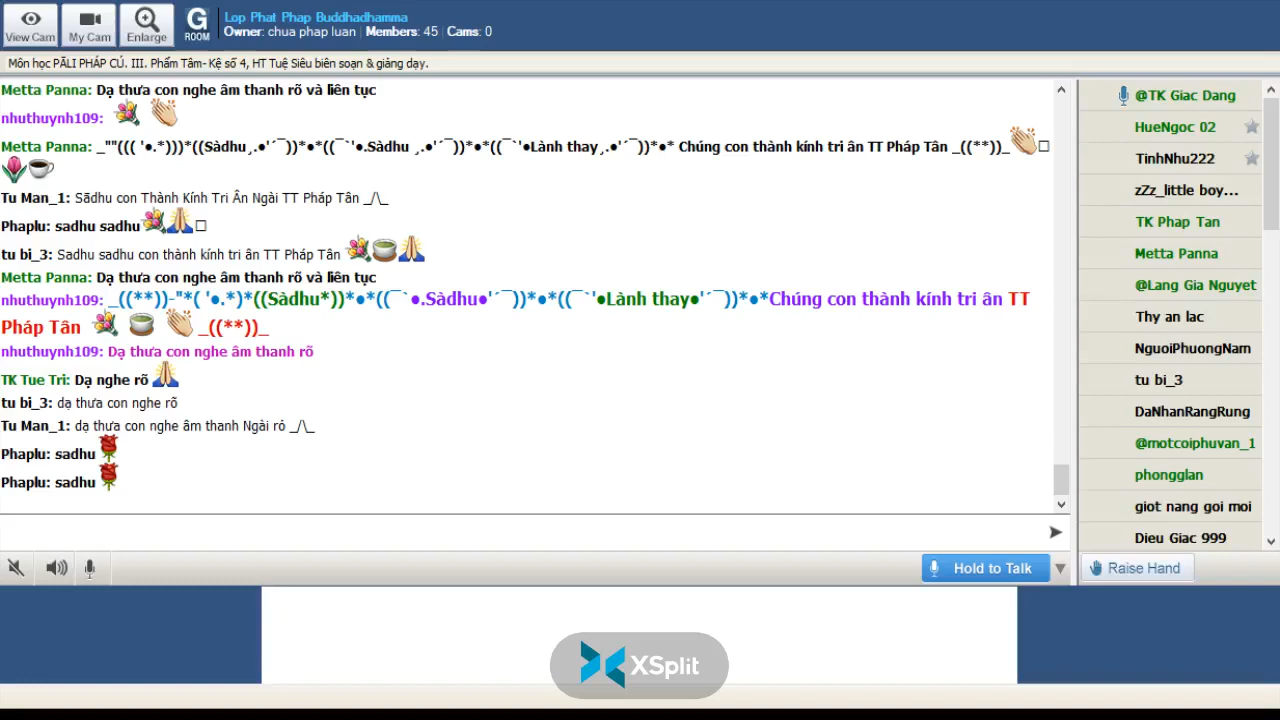 View Cam
My Cam
Enlarge
G
ROOM
Lop Phat Phap Buddhadhamma
Owner: chua phap luan , Members: 45 , Cams: 0
Môn học PĀLI PHÁP CÚ. III. Phẩm Tâm- Kệ số 4, HT Tuệ Siêu biên soạn & giảng dạy.
Metta Panna: Dạ thưa con nghe âm thanh rõ và liên tục
nhuthuynh109:
Metta Panna: _""((( '●.*)))*((Sàdhu¸.●'´¯))*●*((¯`'●.Sàdhu ¸.●'´¯))*●*((¯`'●Lành thay¸.●'´¯))*●* Chúng con thành kính tri ân TT Pháp Tân _((**))_
Tu Man_1: Sãdhu con Thành Kính Tri Ân Ngài TT Pháp Tân _/\_
Phaplu: sadhu sadhu
tu bi_3: Sadhu sadhu con thành kính tri ân TT Pháp Tân
Metta Panna: Dạ thưa con nghe âm thanh rõ và liên tục
nhuthuynh109: _((**))-"*( '●.*)*((Sàdhu*))*●*((¯`●.Sàdhu●'´¯))*●*((¯`'●Lành thay●'´¯))*●*Chúng con thành kính tri ân TT
Pháp Tân _((**))_
nhuthuynh109: Dạ thưa con nghe âm thanh rõ
TK Tue Tri: Dạ nghe rõ
tu bi_3: dạ thưa con nghe rõ
Tu Man_1: dạ thưa con nghe âm thanh Ngài rỏ _/\_
Phaplu: sadhu
Phaplu: sadhu
@TK Giac Dang
HueNgoc 02
TinhNhu222
zZz_little boy...
TK Phap Tan
Metta Panna
@Lang Gia Nguyet
Thy an lac
NguoiPhuongNam
tu bi_3
DaNhanRangRung
@motcoiphuvan_1
phongglan
giot nang goi moi
Dieu Giac 999
Hold to Talk
Raise Hand
XSplit